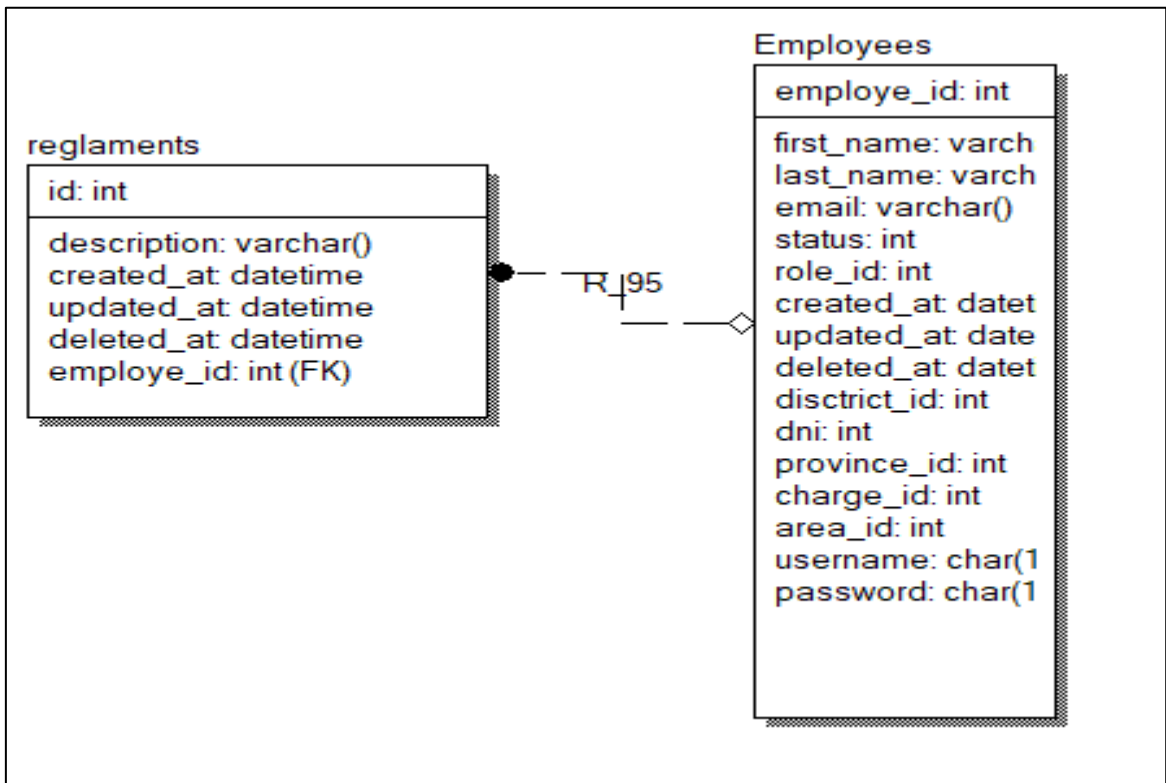 reglaments
id: int
description: varchar()
created_at: datetime
updated_at: datetime
deleted_at: datetime
employe_id: int (FK)
R_95
Employees
employe_id: int
first_name: varch
last_name: varch
email: varchar()
status: int
role_id: int
created_at: datet
updated_at: date
deleted_at: datet
disctrict_id: int
dni: int
province_id: int
charge_id: int
area_id: int
username: char(1
password: char(1